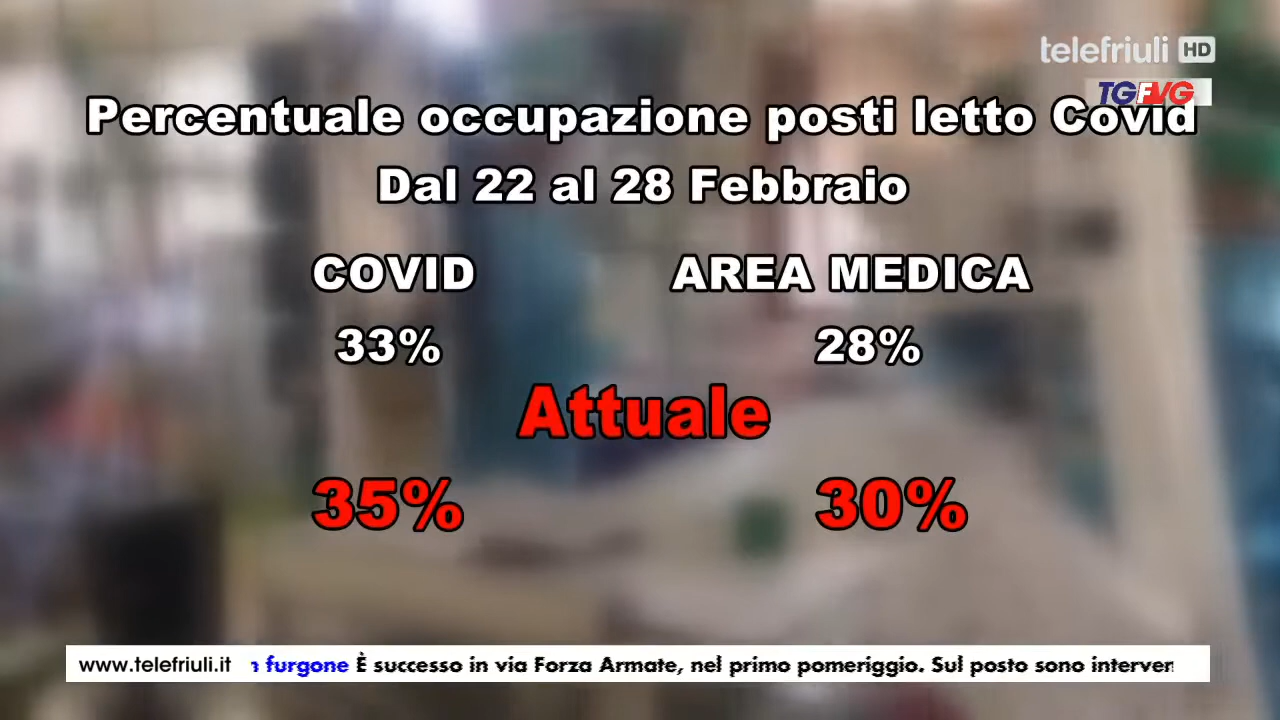 telefriuli HD
TGFVG
Percentuale occupazione posti letto Covid
Dal 22 al 28 Febbraio
COVID AREA MEDICA
33% 28%
Attuale
35% 30%
www.telefriuli.it furgone È successo in via Forza Armate, nel primo pomeriggio. Sul posto sono